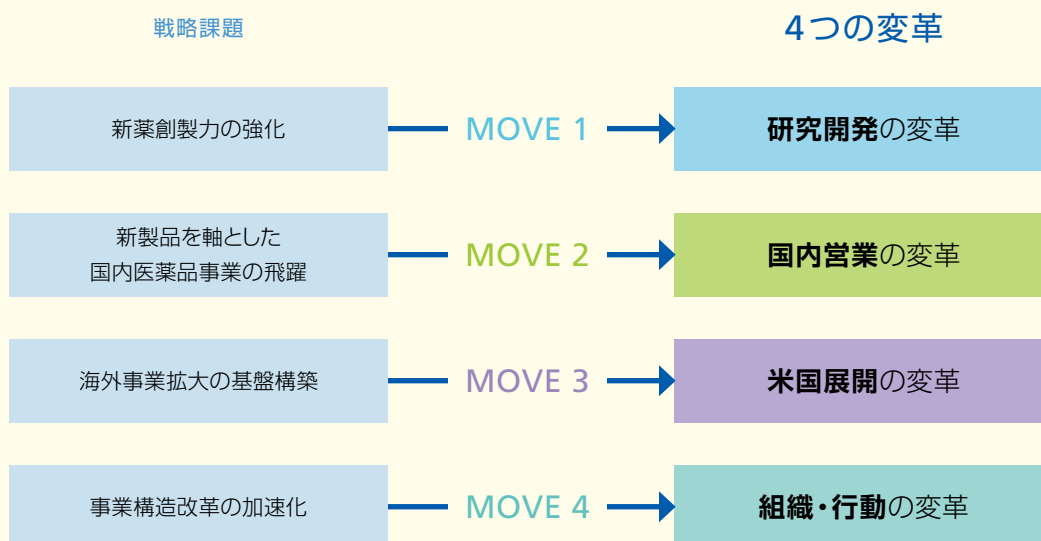 戦略課題
4つの変革
新薬創製力の強化
MOVE 1
研究開発の変革
新製品を軸とした
国内医薬品事業の飛躍
MOVE 2
国内営業の変革
海外事業拡大の基盤構築
MOVE 3
米国展開の変革
事業構造改革の加速化
MOVE 4
組織・行動の変革